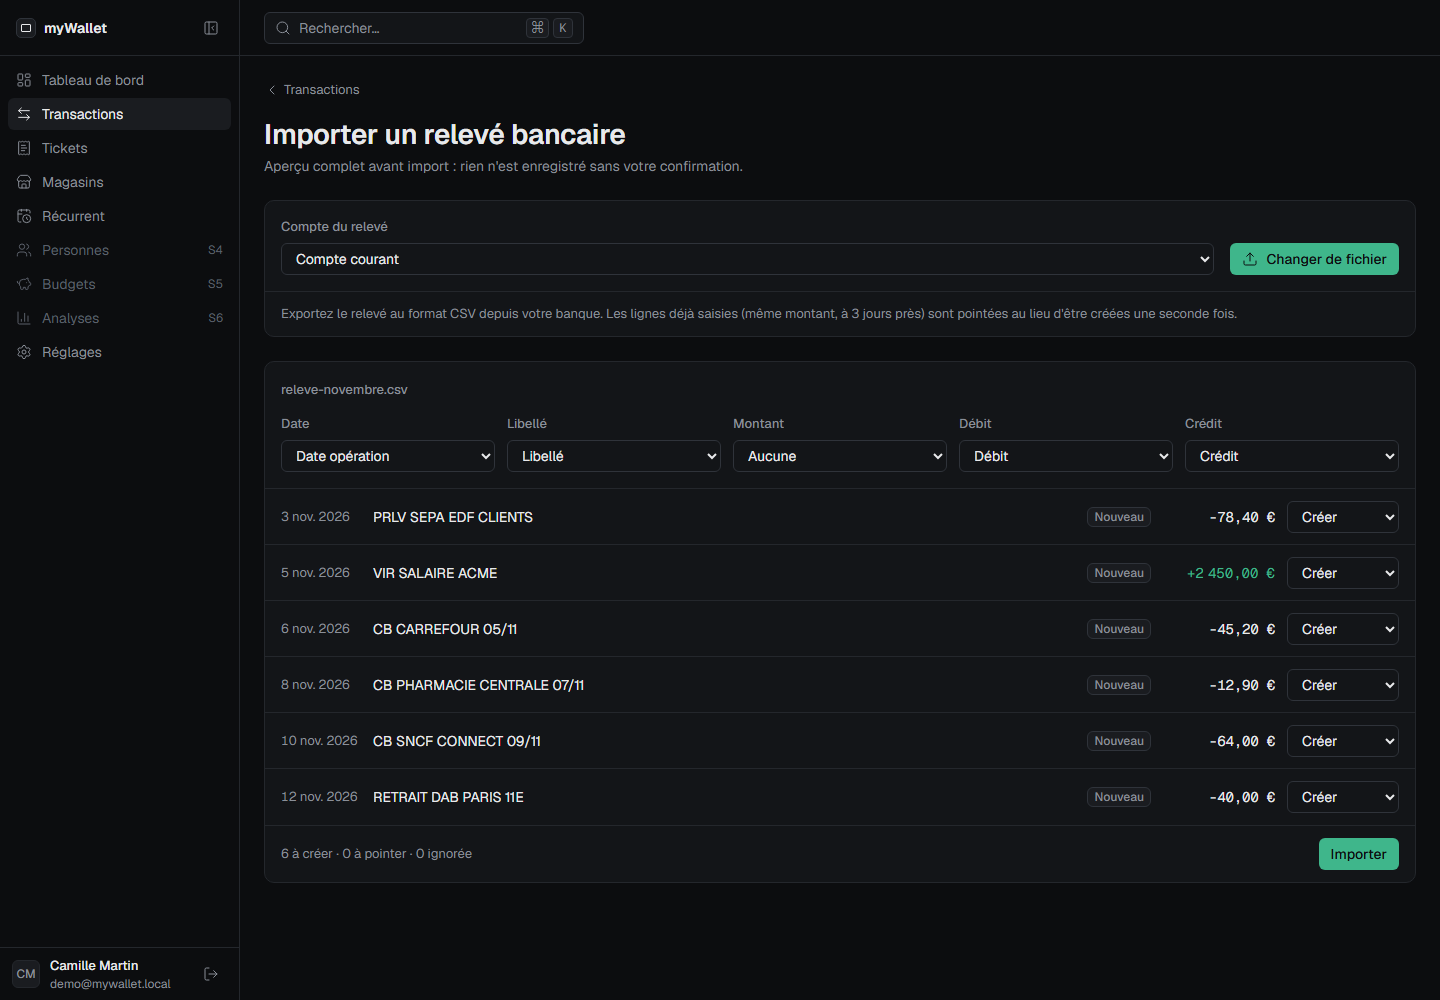 myWallet
Rechercher...
⌘ K
Tableau de bord
Transactions
Tickets
Magasins
Récurrent
Personnes S4
Budgets S5
Analyses S6
Réglages
Camille Martin
CM
demo@mywallet.local
Transactions
Importer un relevé bancaire
Aperçu complet avant import : rien n'est enregistré sans votre confirmation.
Compte du relevé
Compte courant
Changer de fichier
Exportez le relevé au format CSV depuis votre banque. Les lignes déjà saisies (même montant, à 3 jours près) sont pointées au lieu d'être créées une seconde fois.
releve-novembre.csv
Date Libellé Montant Débit Crédit
Date opération Libellé Aucune Débit Crédit
3 nov. 2026 PRLV SEPA EDF CLIENTS Nouveau -78,40 € Créer
5 nov. 2026 VIR SALAIRE ACME Nouveau +2 450,00 € Créer
6 nov. 2026 CB CARREFOUR 05/11 Nouveau -45,20 € Créer
8 nov. 2026 CB PHARMACIE CENTRALE 07/11 Nouveau -12,90 € Créer
10 nov. 2026 CB SNCF CONNECT 09/11 Nouveau -64,00 € Créer
12 nov. 2026 RETRAIT DAB PARIS 11E Nouveau -40,00 € Créer
6 à créer · 0 à pointer · 0 ignorée
Importer